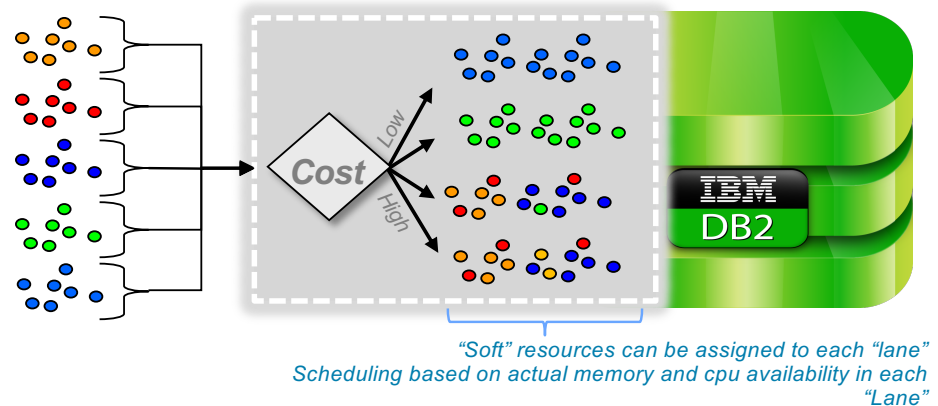 Low
Cost
High
IBM
DB2
“Soft” resources can be assigned to each “lane”
Scheduling based on actual memory and cpu availability in each
“Lane”